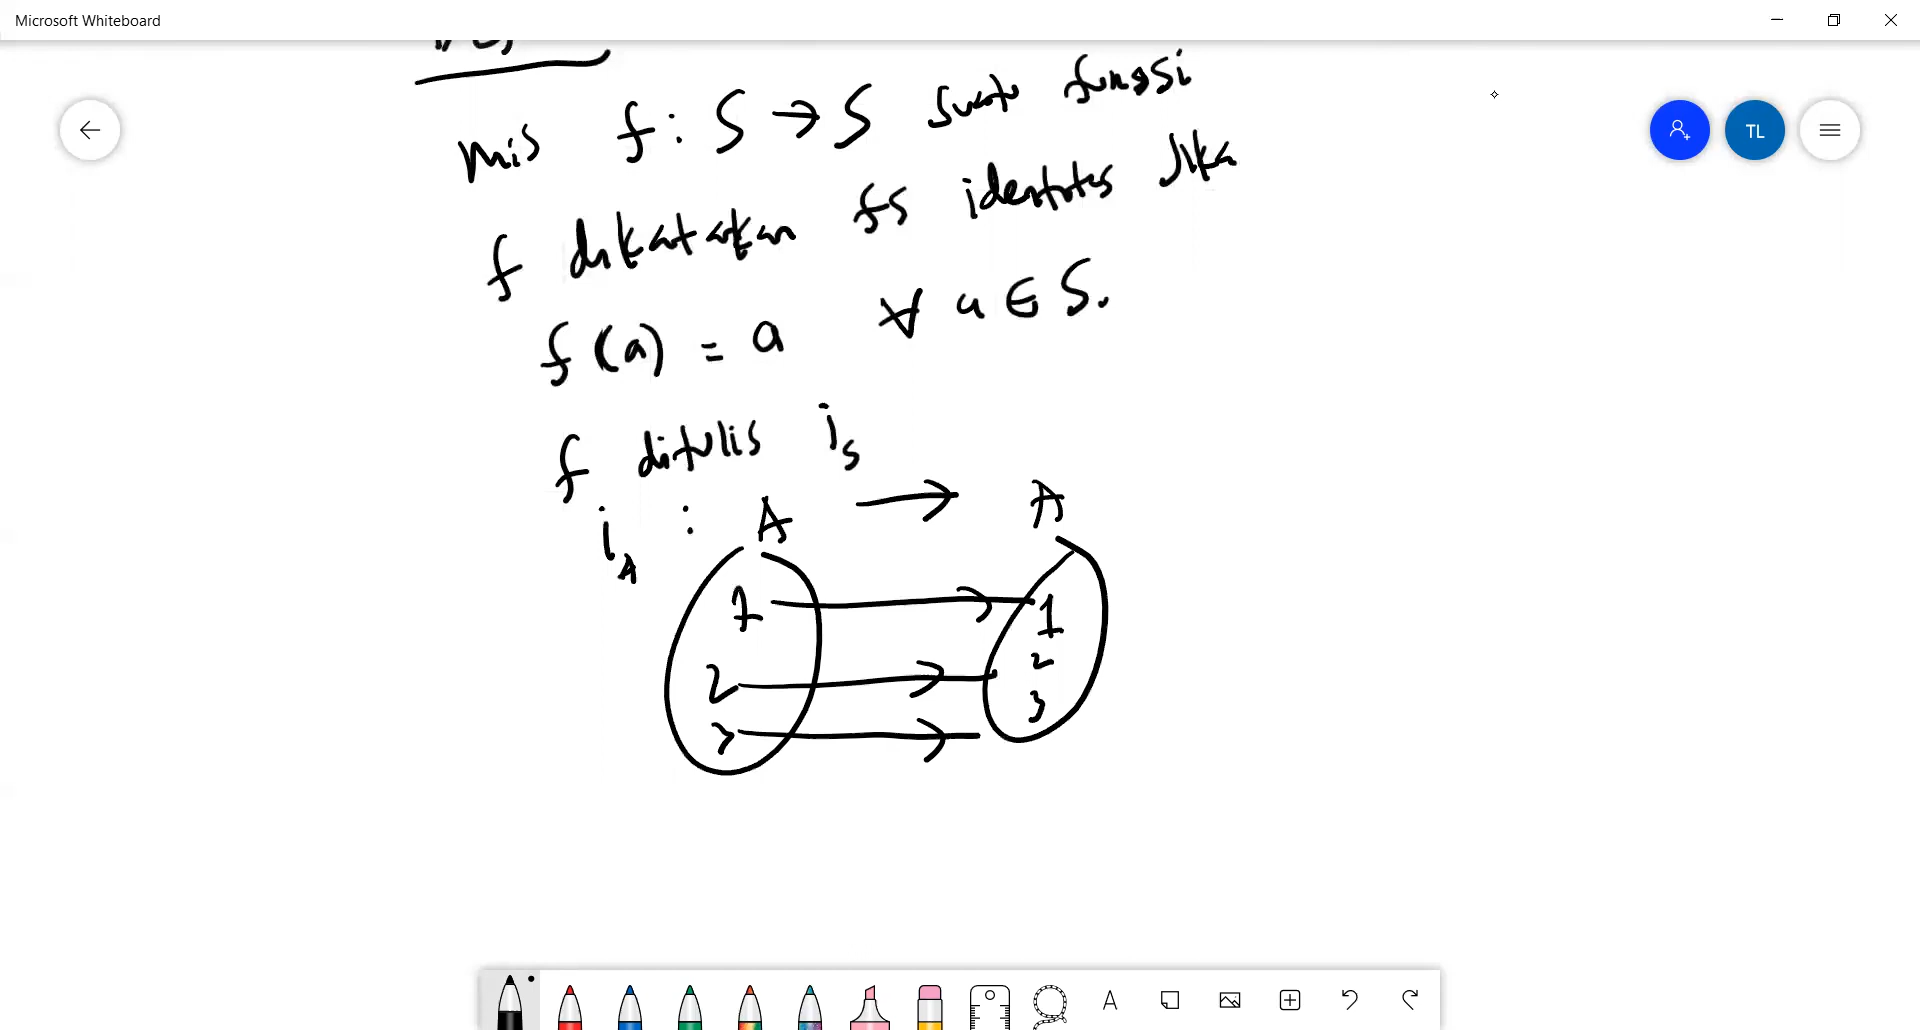 Microsoft Whiteboard
TL
mis f : S → S suatu fungsi
f dikatakan fs identitas Jika
f(a) = a ∀ a ∈ S.
f ditulis i_S
i_A : A → A
1 1
2 2
3 3
A